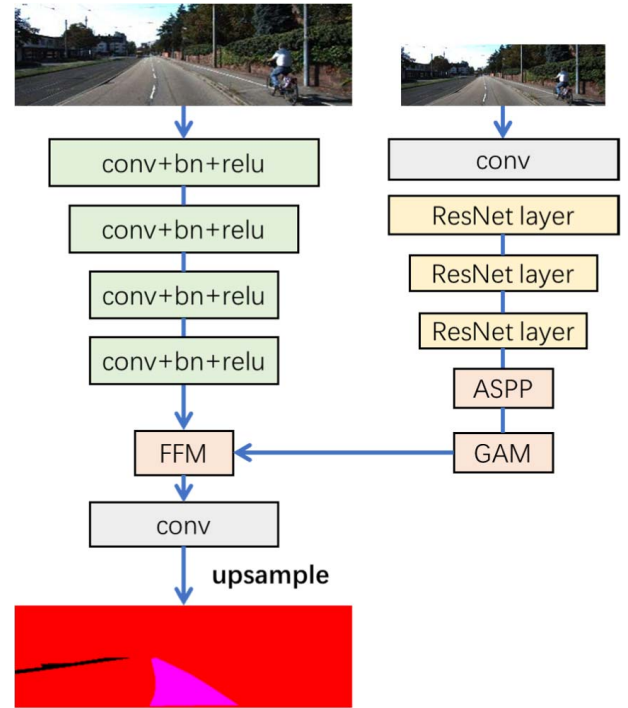 conv+bn+relu
conv+bn+relu
conv+bn+relu
conv+bn+relu
FFM
conv
upsample
conv
ResNet layer
ResNet layer
ResNet layer
ASPP
GAM